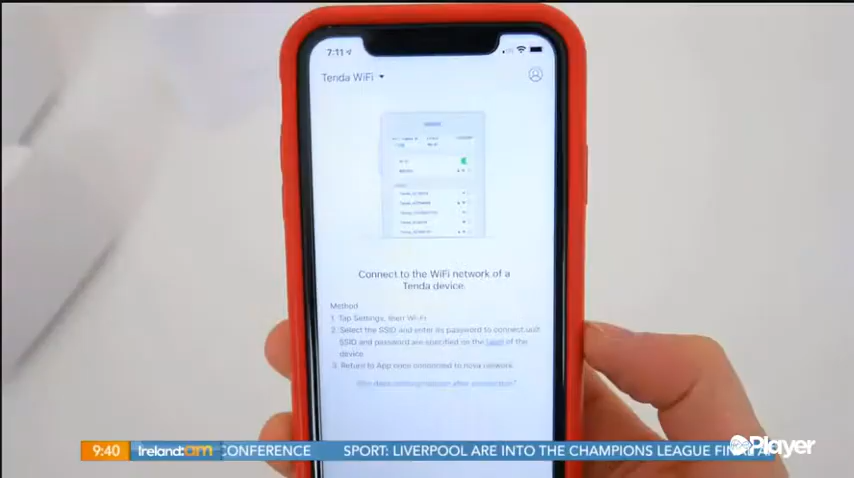 7:11
Tenda WiFi
Connect to the WiFi network of a
Tenda device.
Method
1. Tap Settings, then Wi-Fi.
2. Select the SSID and enter its password to connect.
SSID and password are specified on the label of the
device.
3. Return to App once connected to nova network.
9:40 Ireland:am CONFERENCE SPORT: LIVERPOOL ARE INTO THE CHAMPIONS LEAGUE
Player